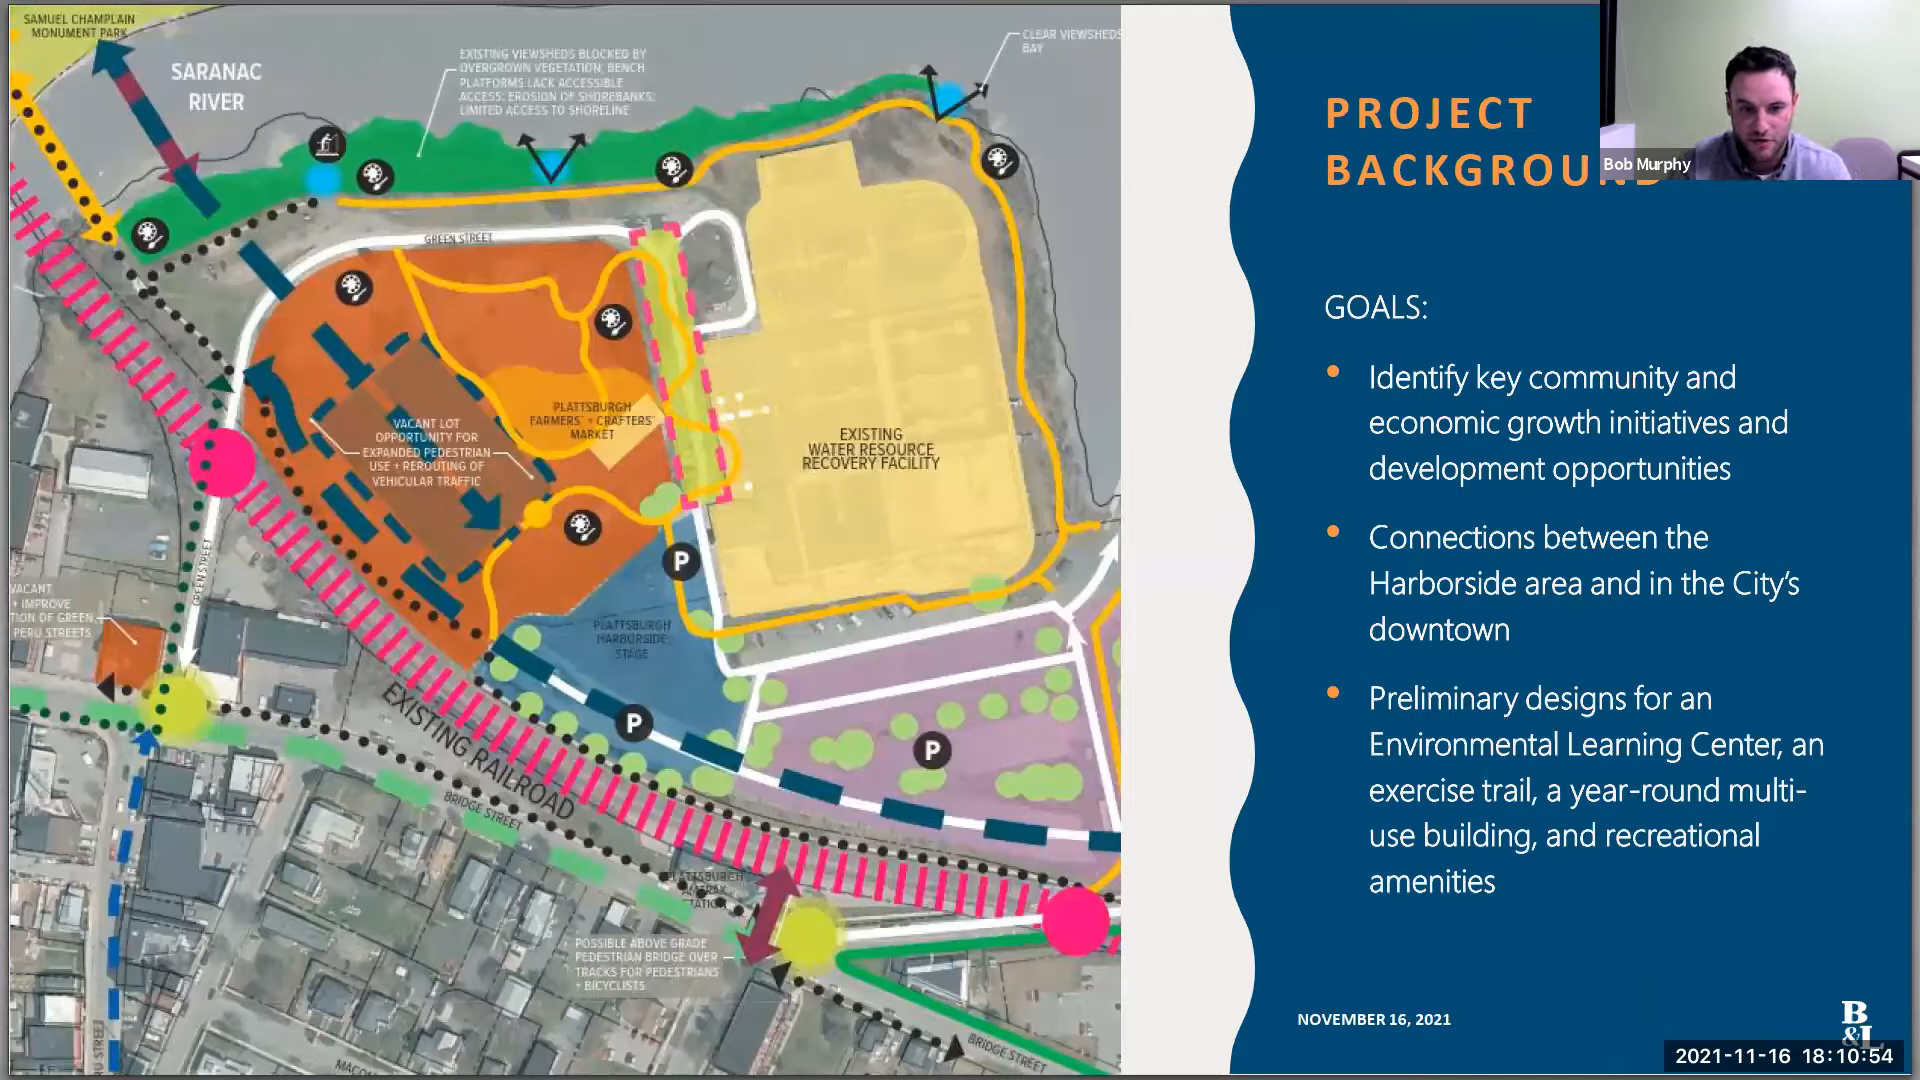 SAMUEL CHAMPLAIN
MONUMENT PARK
SARANAC
RIVER
EXISTING VIEWSHEDS BLOCKED BY
OVERGROWN VEGETATION; BENCH
PLATFORMS LACK ACCESSIBLE
ACCESS; EROSION OF SHOREBANKS;
LIMITED ACCESS TO SHORELINE
CLEAR VIEWSHEDS
BAY
GREEN STREET
PLATTSBURGH
FARMERS' + CRAFTERS'
MARKET
VACANT LOT
OPPORTUNITY FOR
EXPANDED PEDESTRIAN
USE + REROUTING OF
VEHICULAR TRAFFIC
EXISTING
WATER RESOURCE
RECOVERY FACILITY
P
GREEN STREET
VACANT
+ IMPROVE
TION OF GREEN
PERU STREETS
PLATTSBURGH
HARBORSIDE
STAGE
P
P
EXISTING RAILROAD
BRIDGE STREET
PLATTSBURGH
AMTRAK
STATION
POSSIBLE ABOVE GRADE
PEDESTRIAN BRIDGE OVER
TRACKS FOR PEDESTRIANS
+ BICYCLISTS
BRIDGE STREET
RU STREET
MACOM
PROJECT
BACKGROUND
Bob Murphy
GOALS:
• Identify key community and
economic growth initiatives and
development opportunities
• Connections between the
Harborside area and in the City's
downtown
• Preliminary designs for an
Environmental Learning Center, an
exercise trail, a year-round multi-
use building, and recreational
amenities
NOVEMBER 16, 2021
B
&L
2021-11-16 18:10:54